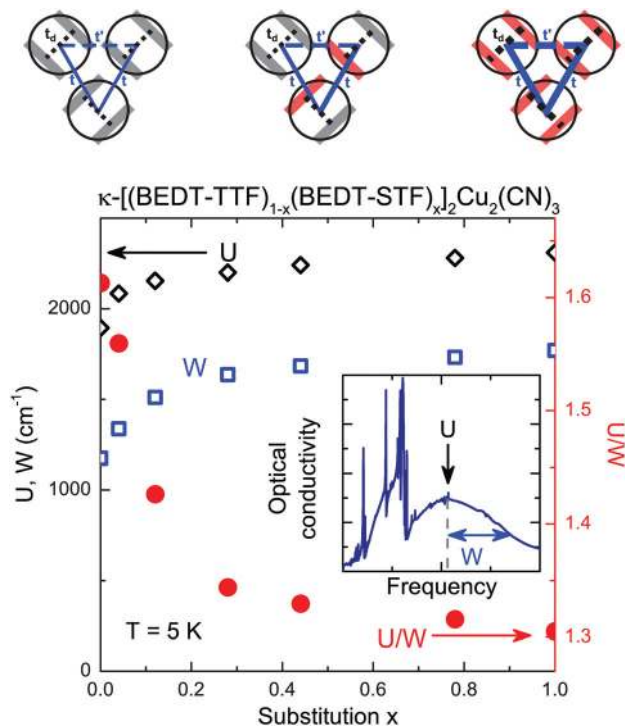 t_d t' t_d t' t_d t'
t t t t t t
κ-[(BEDT-TTF)_{1-x}(BEDT-STF)_x]_2Cu_2(CN)_3
U
2000
1.6
W
U, W (cm⁻¹)
1.5
U/W
U
Optical
conductivity
1000
W
1.4
Frequency
T = 5 K
U/W
1.3
0
0.0 0.2 0.4 0.6 0.8 1.0
Substitution x